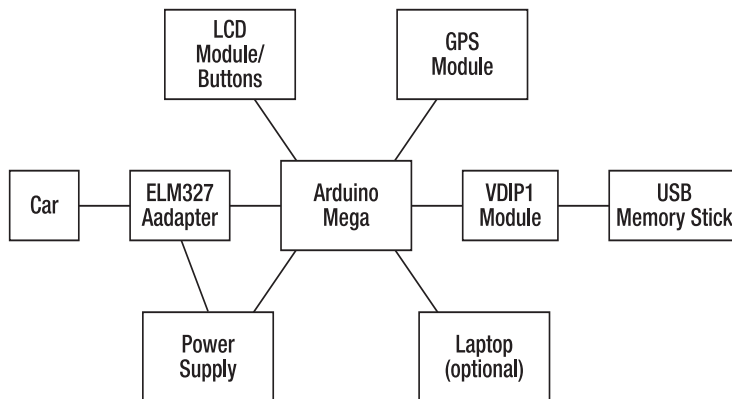 LCD
Module/
Buttons
GPS
Module
Car
ELM327
Aadapter
Arduino
Mega
VDIP1
Module
USB
Memory Stick
Power
Supply
Laptop
(optional)